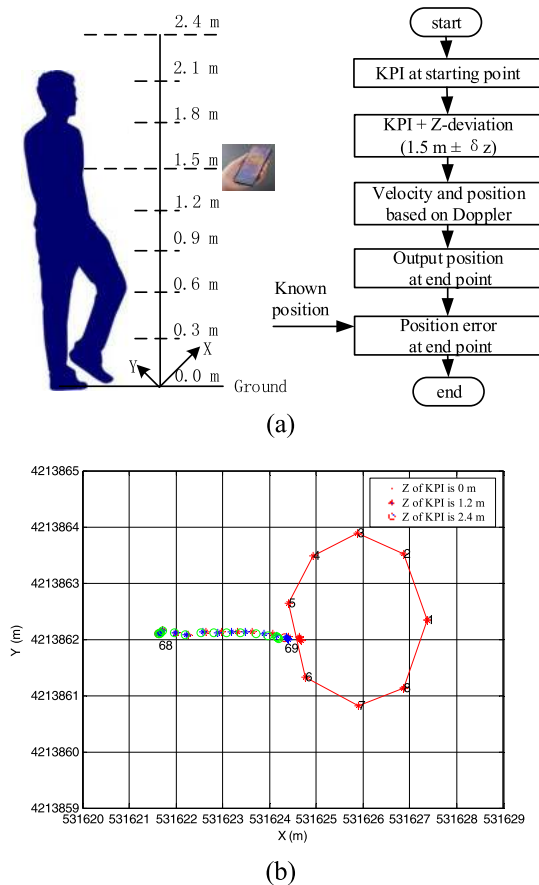 2.4 m
2.1 m
1.8 m
1.5 m
1.2 m
0.9 m
0.6 m
0.3 m
X
Y
0.0 m
Ground
start
KPI at starting point
KPI + Z-deviation
(1.5 m ± δ z)
Velocity and position
based on Doppler
Output position
at end point
Known
position
Position error
at end point
end
(a)
4213865
4213864
4213863
4213862
4213861
4213860
4213859
Y (m)
Z of KPI is 0 m
Z of KPI is 1.2 m
Z of KPI is 2.4 m
3
4
2
5
1
68
69
6
8
7
531620 531621 531622 531623 531624 531625 531626 531627 531628 531629
X (m)
(b)